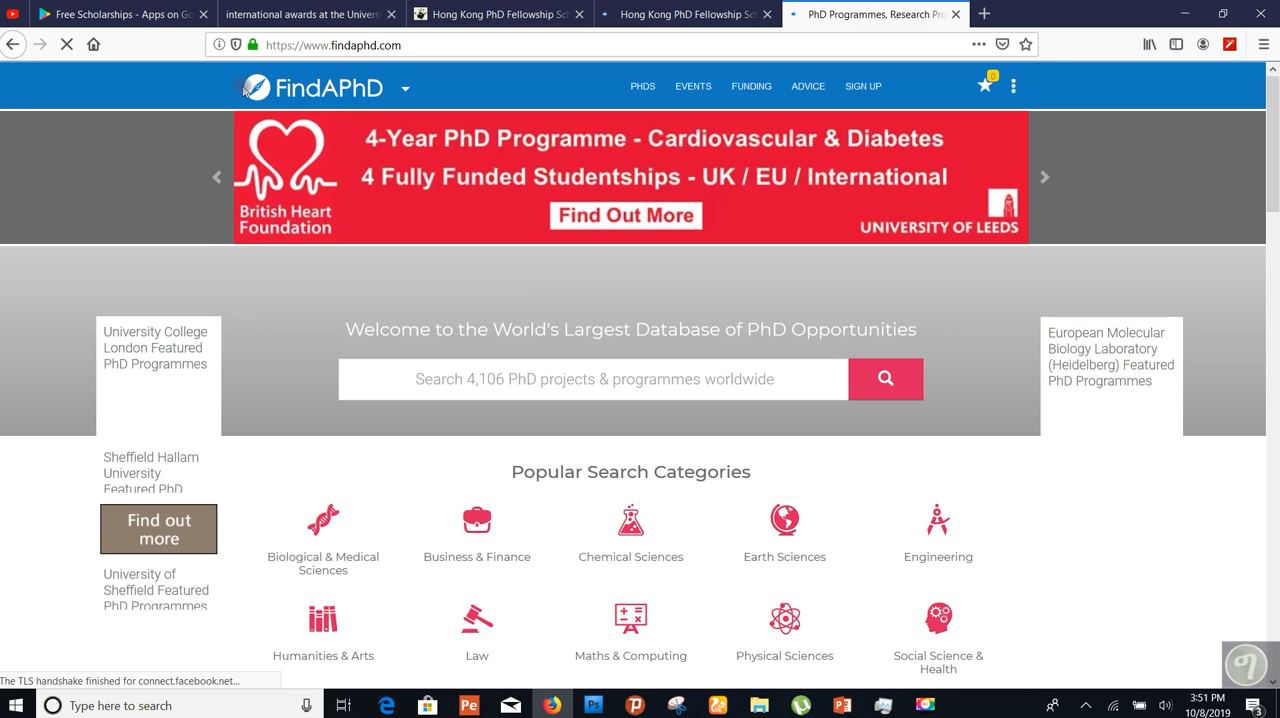 Free Scholarships - Apps on Go
international awards at the Univers
Hong Kong PhD Fellowship Sch
Hong Kong PhD Fellowship Sch
PhD Programmes, Research Pro
https://www.findaphd.com
FindAPhD
PHDS
EVENTS
FUNDING
ADVICE
SIGN UP
0
4-Year PhD Programme - Cardiovascular & Diabetes
4 Fully Funded Studentships - UK / EU / International
Find Out More
British Heart
Foundation
UNIVERSITY OF LEEDS
Welcome to the World's Largest Database of PhD Opportunities
Search 4,106 PhD projects & programmes worldwide
University College
London Featured
PhD Programmes
European Molecular
Biology Laboratory
(Heidelberg) Featured
PhD Programmes
Sheffield Hallam
University
Featured PhD
Find out
more
University of
Sheffield Featured
PhD Programmes
Popular Search Categories
Biological & Medical
Sciences
Business & Finance
Chemical Sciences
Earth Sciences
Engineering
Humanities & Arts
Law
Maths & Computing
Physical Sciences
Social Science &
Health
The TLS handshake finished for connect.facebook.net...
Type here to search
3:51 PM
10/8/2019
3